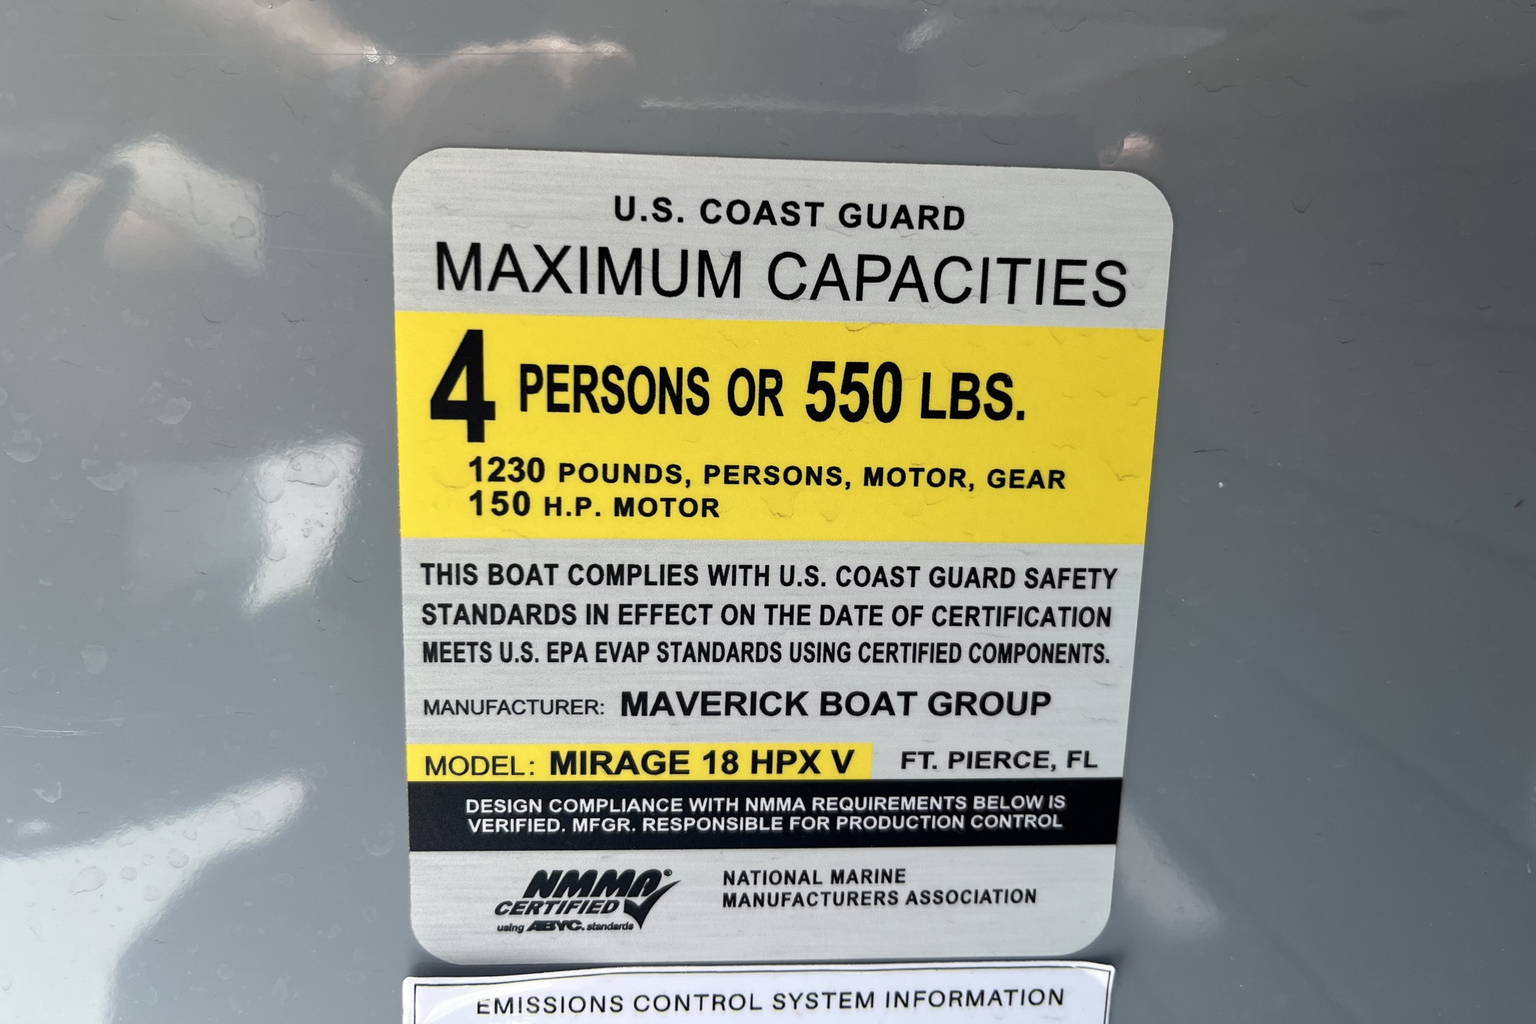 U.S. COAST GUARD
MAXIMUM CAPACITIES
4 PERSONS OR 550 LBS.
1230 POUNDS, PERSONS, MOTOR, GEAR
150 H.P. MOTOR
THIS BOAT COMPLIES WITH U.S. COAST GUARD SAFETY
STANDARDS IN EFFECT ON THE DATE OF CERTIFICATION
MEETS U.S. EPA EVAP STANDARDS USING CERTIFIED COMPONENTS.
MANUFACTURER: MAVERICK BOAT GROUP
MODEL: MIRAGE 18 HPX V FT. PIERCE, FL
DESIGN COMPLIANCE WITH NMMA REQUIREMENTS BELOW IS
VERIFIED. MFGR. RESPONSIBLE FOR PRODUCTION CONTROL
NMMA®
CERTIFIED
using ABYC. standards
NATIONAL MARINE
MANUFACTURERS ASSOCIATION
EMISSIONS CONTROL SYSTEM INFORMATION